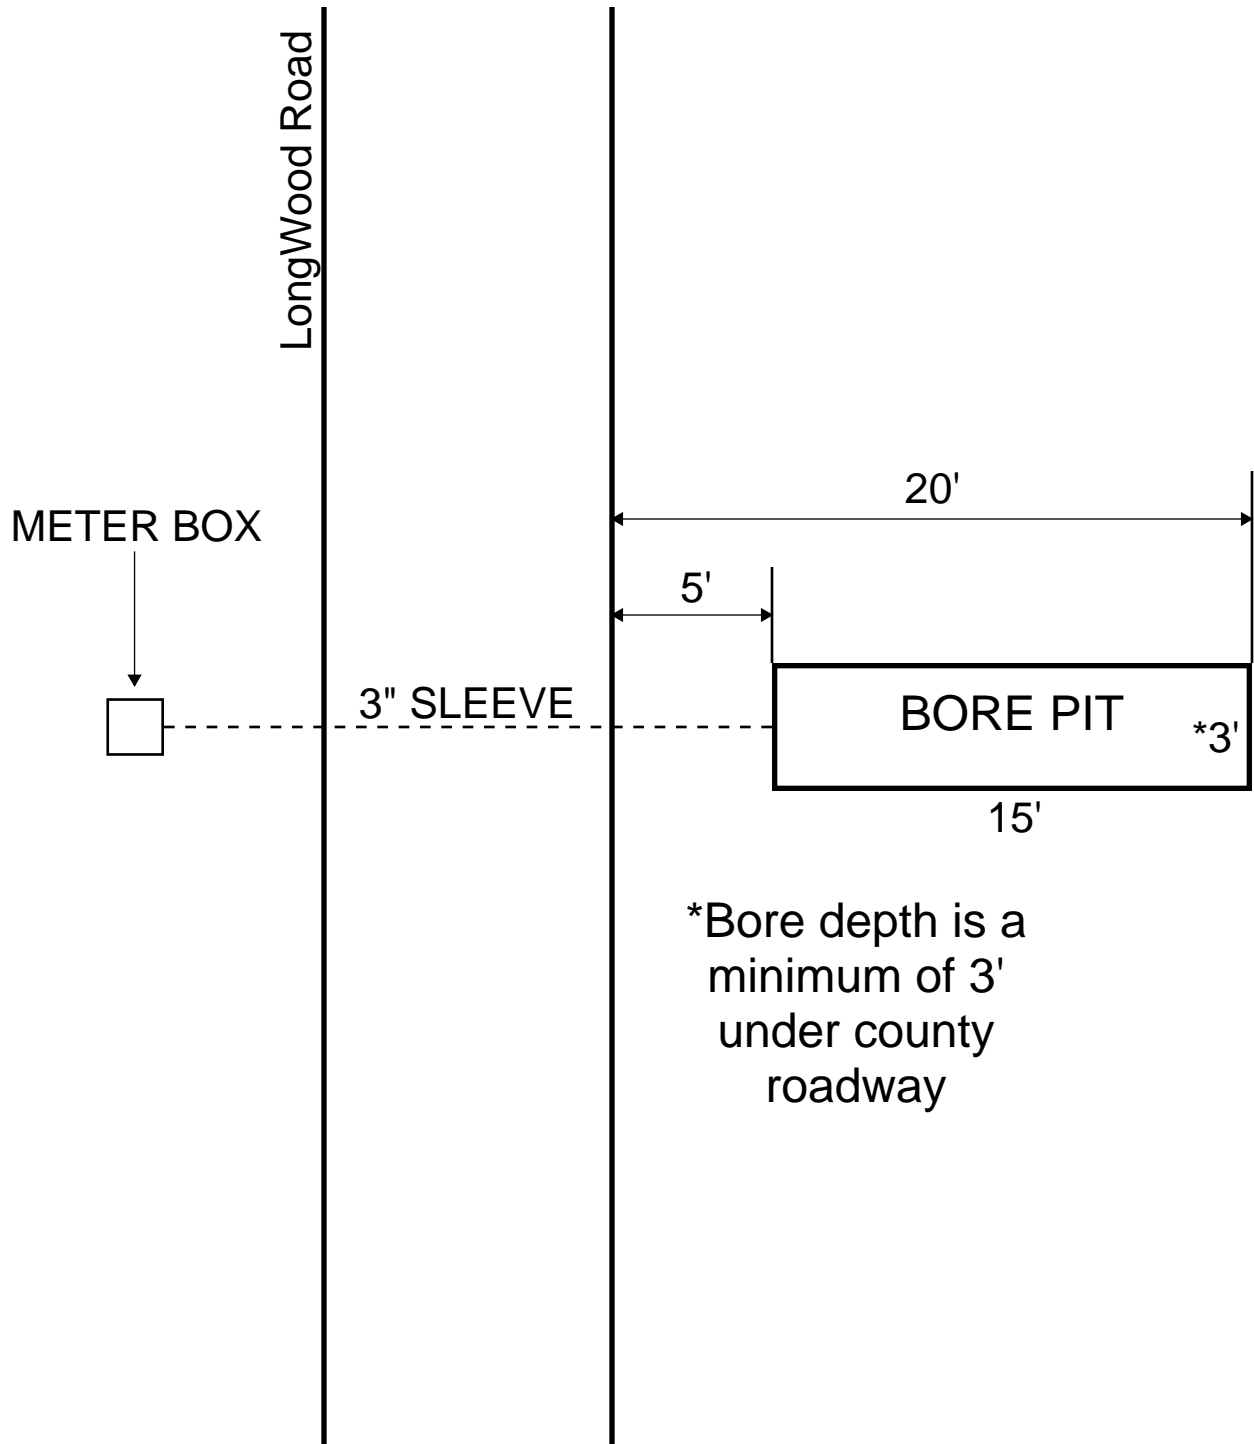 LongWood Road
20'
METER BOX
5'
3" SLEEVE
BORE PIT
*3'
15'
*Bore depth is a
minimum of 3'
under county
roadway